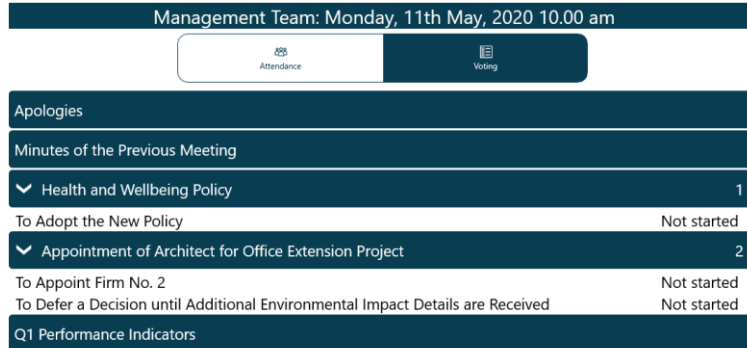 Management Team: Monday, 11th May, 2020 10.00 am
Attendance
Voting
Apologies
Minutes of the Previous Meeting
Health and Wellbeing Policy 1
To Adopt the New Policy Not started
Appointment of Architect for Office Extension Project 2
To Appoint Firm No. 2 Not started
To Defer a Decision until Additional Environmental Impact Details are Received Not started
Q1 Performance Indicators